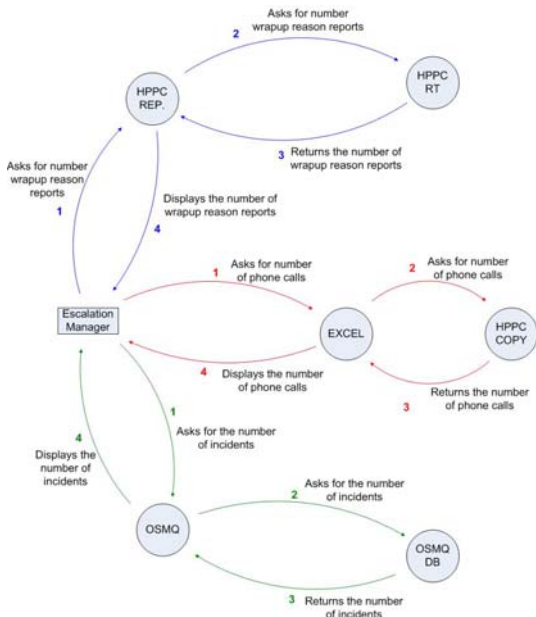 Asks for number
wrapup reason reports
2
HPPC
REP.
HPPC
RT
3
Returns the number of
wrapup reason reports
Asks for number
wrapup reason
reports
1
Displays the number of
wrapup reason reports
4
1
Asks for number
of phone calls
2
Asks for number
of phone calls
Escalation
Manager
EXCEL
HPPC
COPY
4
Displays the number
of phone calls
3
Returns the number
of phone calls
1
Asks for the number
of incidents
4
Displays the
number of
incidents
2
Asks for the number
of incidents
OSMQ
OSMQ
DB
3
Returns the number
of incidents